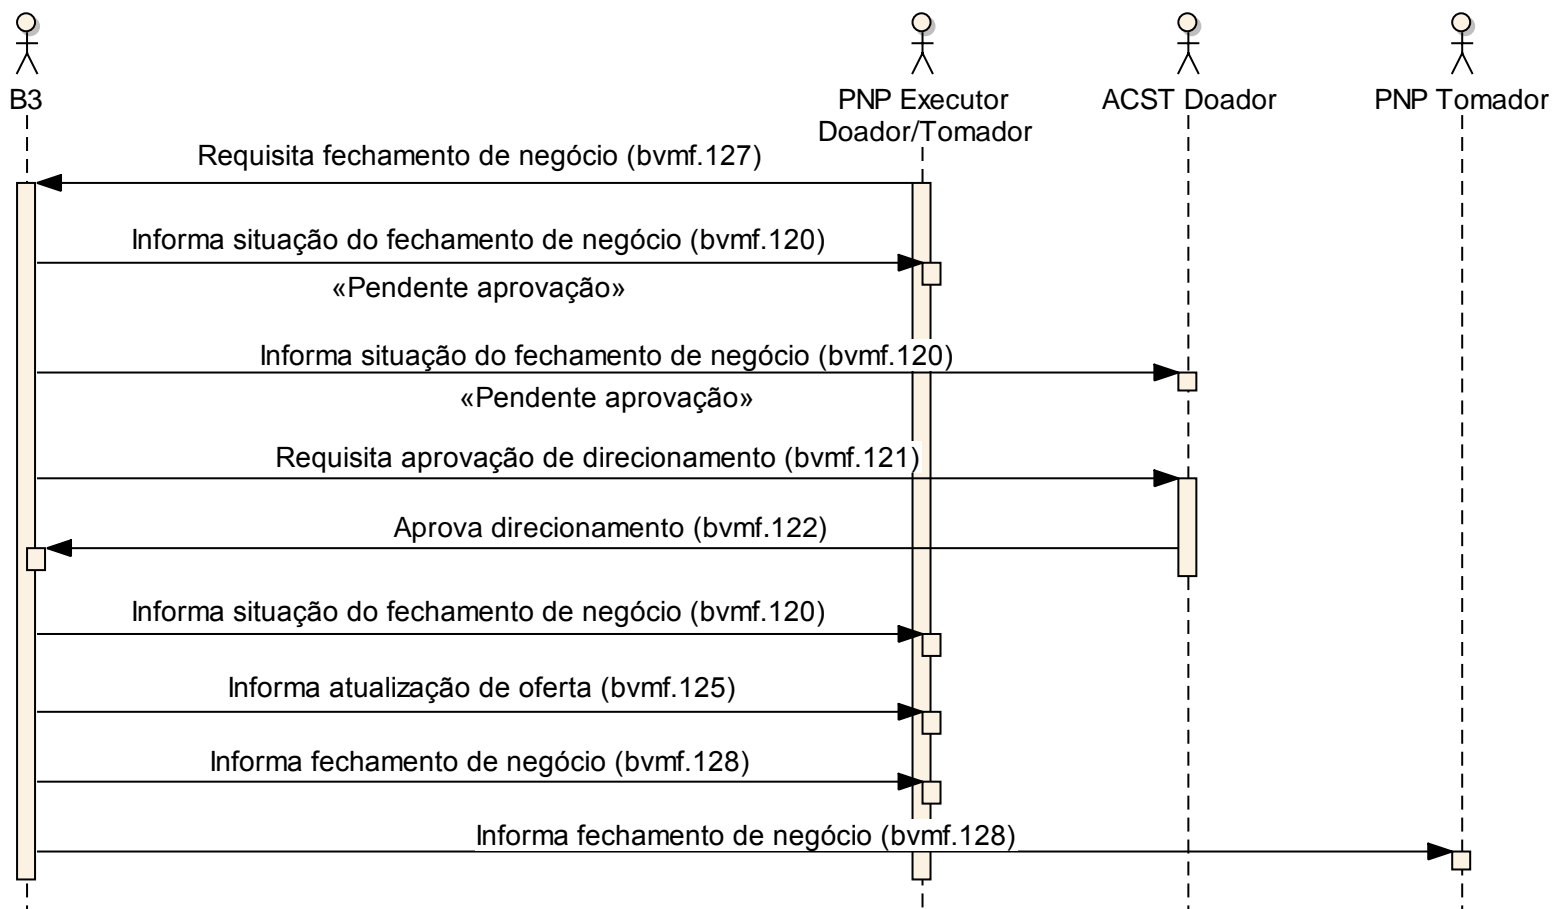 B3
PNP Executor
Doador/Tomador
ACST Doador
PNP Tomador
Requisita fechamento de negócio (bvmf.127)
Informa situação do fechamento de negócio (bvmf.120)
«Pendente aprovação»
Informa situação do fechamento de negócio (bvmf.120)
«Pendente aprovação»
Requisita aprovação de direcionamento (bvmf.121)
Aprova direcionamento (bvmf.122)
Informa situação do fechamento de negócio (bvmf.120)
Informa atualização de oferta (bvmf.125)
Informa fechamento de negócio (bvmf.128)
Informa fechamento de negócio (bvmf.128)